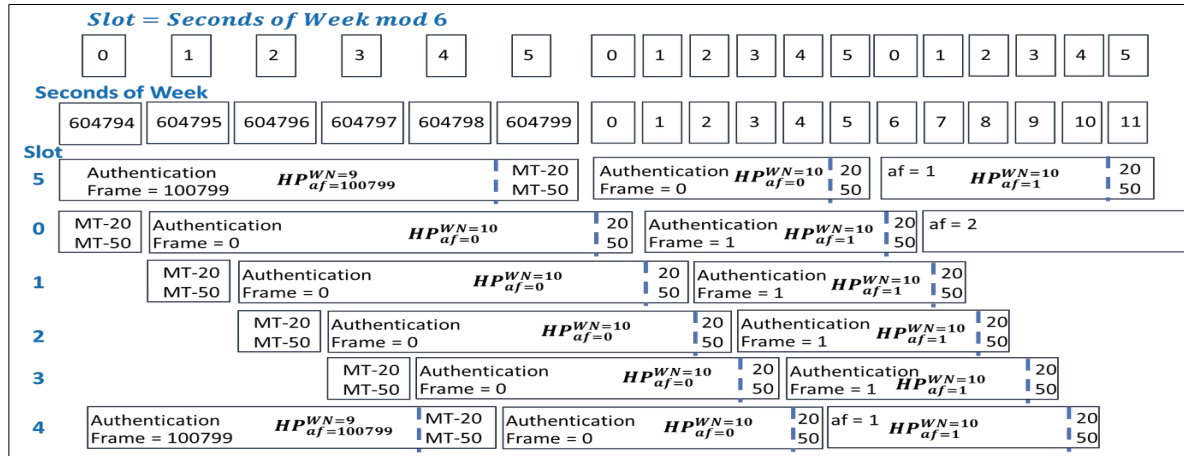 Slot = Seconds of Week mod 6
0 1 2 3 4 5 0 1 2 3 4 5 0 1 2 3 4 5
Seconds of Week
604794 604795 604796 604797 604798 604799 0 1 2 3 4 5 6 7 8 9 10 11
Slot
5 Authentication Frame = 100799 HP^{WN=9}_{af=100799} MT-20 MT-50 Authentication Frame = 0 HP^{WN=10}_{af=0} 20 50 af = 1 HP^{WN=10}_{af=1} 20 50
0 MT-20 MT-50 Authentication Frame = 0 HP^{WN=10}_{af=0} 20 50 Authentication Frame = 1 HP^{WN=10}_{af=1} 20 50 af = 2
1 MT-20 MT-50 Authentication Frame = 0 HP^{WN=10}_{af=0} 20 50 Authentication Frame = 1 HP^{WN=10}_{af=1} 20 50
2 MT-20 MT-50 Authentication Frame = 0 HP^{WN=10}_{af=0} 20 50 Authentication Frame = 1 HP^{WN=10}_{af=1} 20 50
3 MT-20 MT-50 Authentication Frame = 0 HP^{WN=10}_{af=0} 20 50 Authentication Frame = 1 HP^{WN=10}_{af=1} 20 50
4 Authentication Frame = 100799 HP^{WN=9}_{af=100799} MT-20 MT-50 Authentication Frame = 0 HP^{WN=10}_{af=0} 20 50 af = 1 HP^{WN=10}_{af=1} 20 50